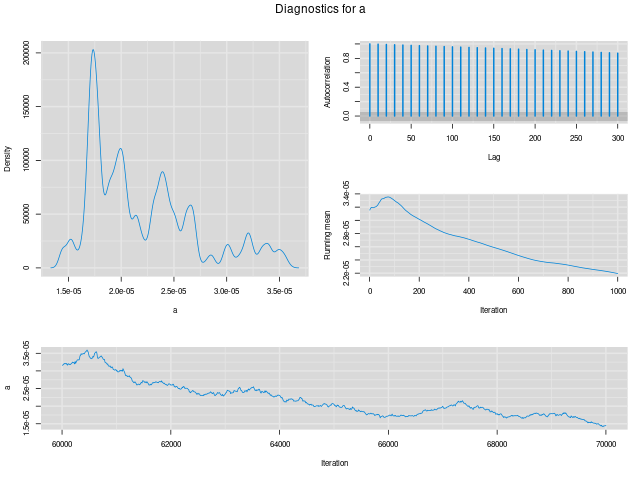 Diagnostics for a
Density
0
50000
100000
150000
200000
1.5e-05 2.0e-05 2.5e-05 3.0e-05 3.5e-05
a
Autocorrelation
0.0 0.4 0.8
0 50 100 150 200 250 300
Lag
Running mean
2.2e-05 2.8e-05 3.4e-05
0 200 400 600 800 1000
Iteration
a
1.5e-05 2.5e-05 3.5e-05
60000 62000 64000 66000 68000 70000
Iteration